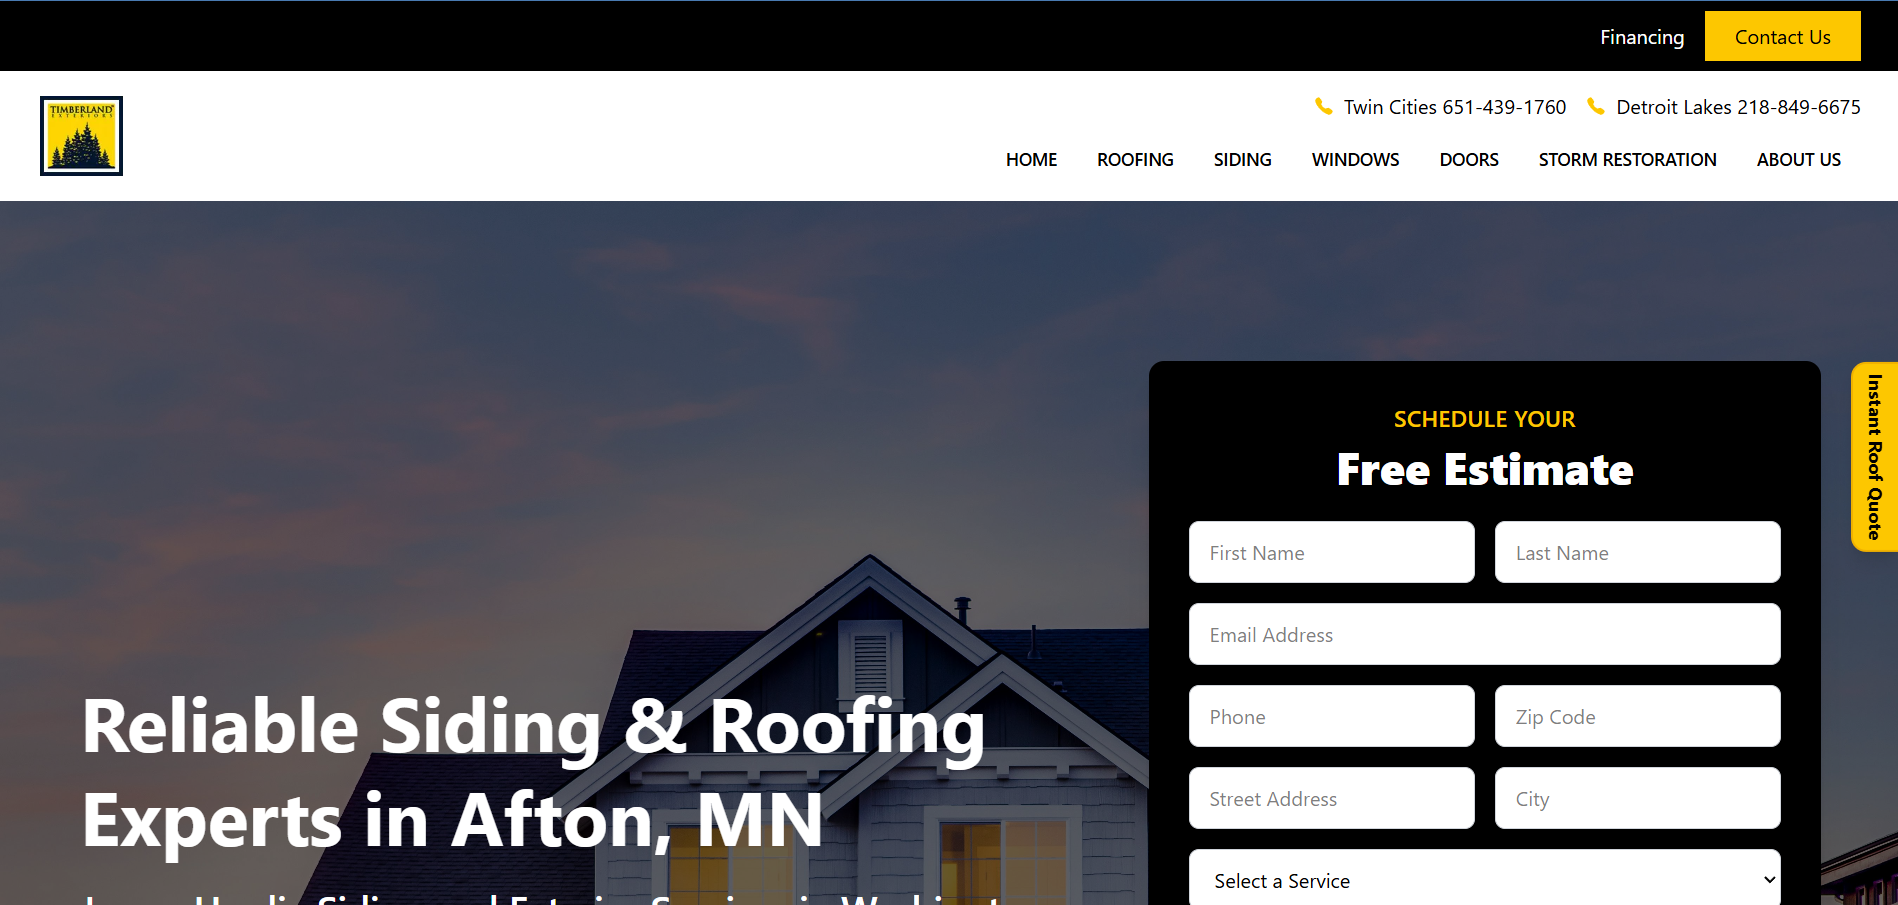 Financing
Contact Us
TIMBERLAND
EXTERIORS
Twin Cities 651-439-1760
Detroit Lakes 218-849-6675
HOME
ROOFING
SIDING
WINDOWS
DOORS
STORM RESTORATION
ABOUT US
Instant Roof Quote
SCHEDULE YOUR
Free Estimate
First Name
Last Name
Email Address
Phone
Zip Code
Street Address
City
Select a Service
Reliable Siding & Roofing
Experts in Afton, MN